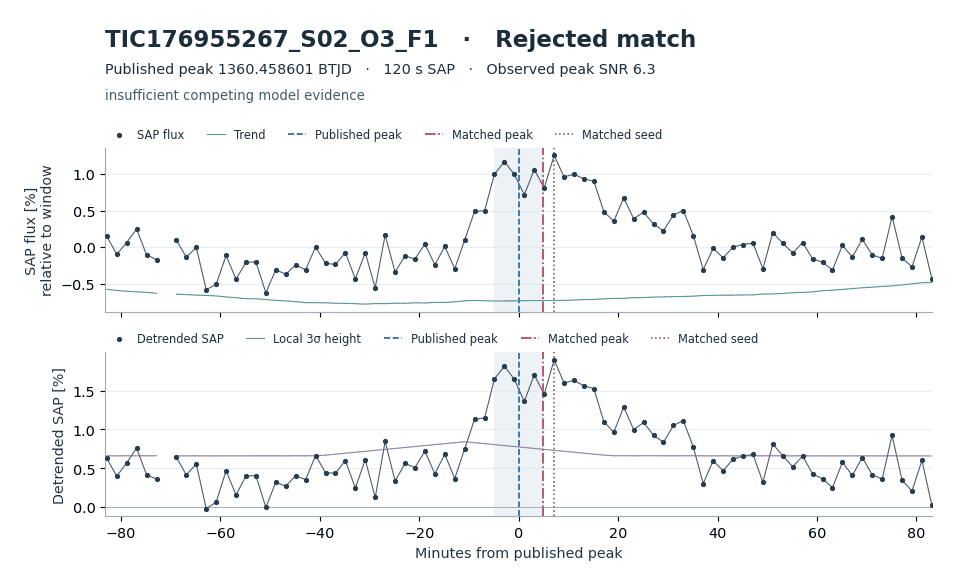 TIC176955267_S02_O3_F1 · Rejected match
Published peak 1360.458601 BTJD · 120 s SAP · Observed peak SNR 6.3
insufficient competing model evidence
SAP flux Trend Published peak Matched peak Matched seed
SAP flux [%]
relative to window
1.0
0.5
0.0
−0.5
Detrended SAP Local 3σ height Published peak Matched peak Matched seed
Detrended SAP [%]
1.5
1.0
0.5
0.0
−80 −60 −40 −20 0 20 40 60 80
Minutes from published peak